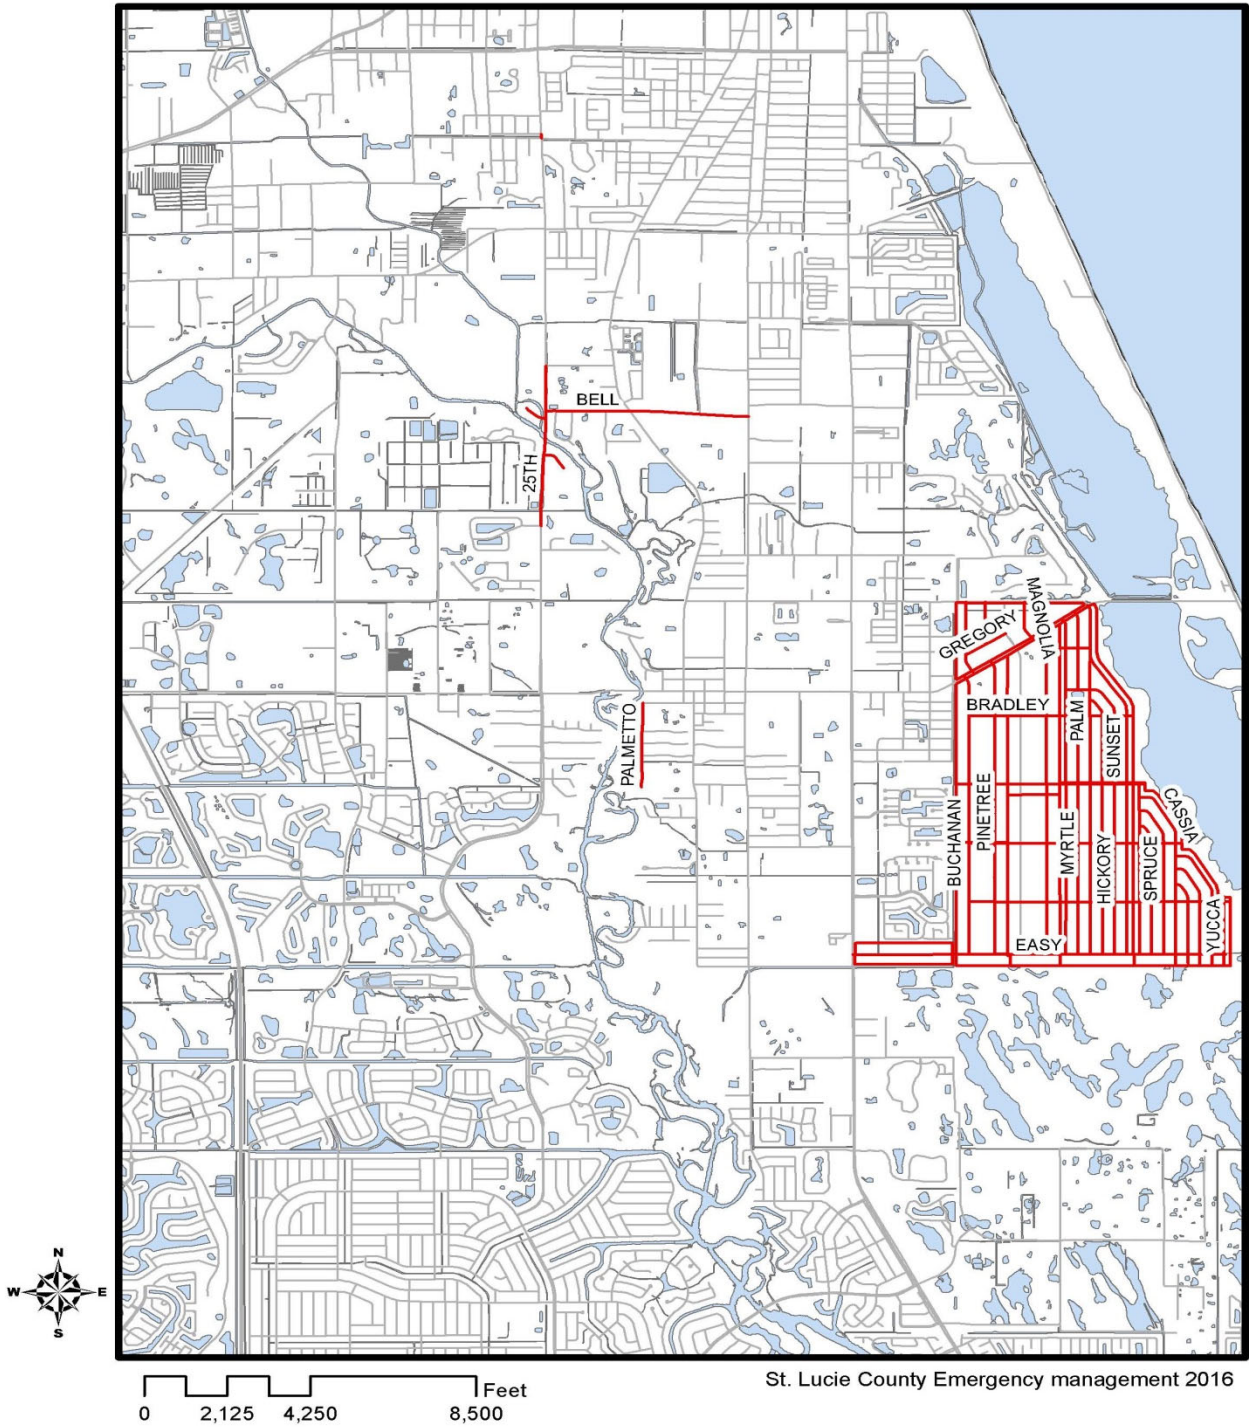 BELL
25TH
MAGNOLIA
GREGORY
BRADLEY
PALM
PALMETTO
SUNSET
CASSIA
BUCHANAN
PINETREE
MYRTLE
HICKORY
SPRUCE
YUCCA
EASY
N
W E
S
Feet
0 2,125 4,250 8,500
St. Lucie County Emergency management 2016